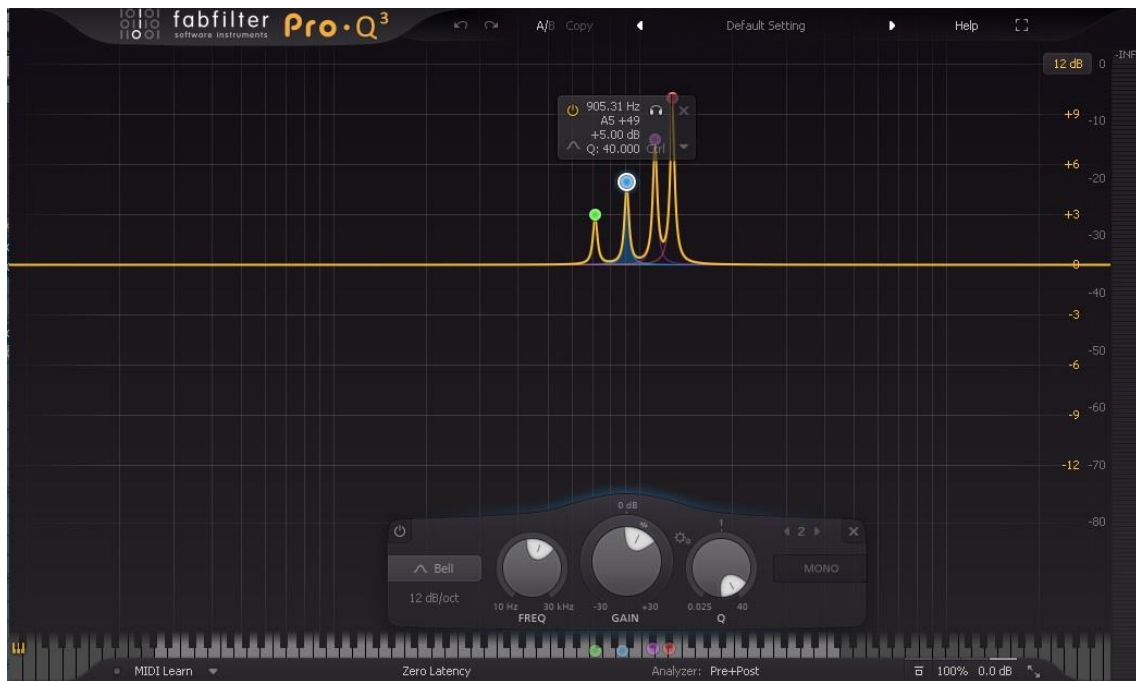 fabfilter
software instruments
Pro·Q³
A/B Copy
Default Setting
Help
12 dB
0
-INF
905.31 Hz
A5 +49
+5.00 dB
Q: 40.000 Ctrl
+9
-10
+6
-20
+3
-30
0
-40
-3
-50
-6
-60
-9
-12
-70
-80
0 dB
1
2
Bell
MONO
12 dB/oct
10 Hz
30 kHz
-30
+30
0.025
40
FREQ
GAIN
Q
MIDI Learn
Zero Latency
Analyzer: Pre+Post
100%
0.0 dB